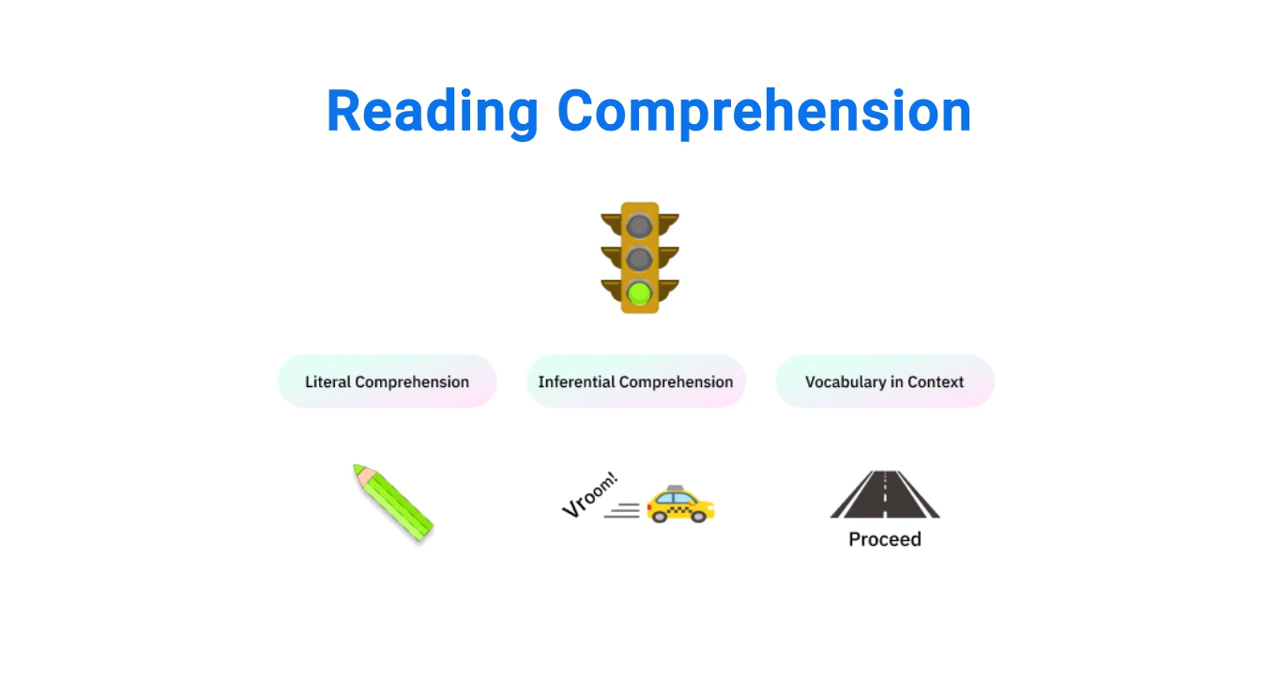 Reading Comprehension
Literal Comprehension
Inferential Comprehension
Vocabulary in Context
Vroom!
Proceed